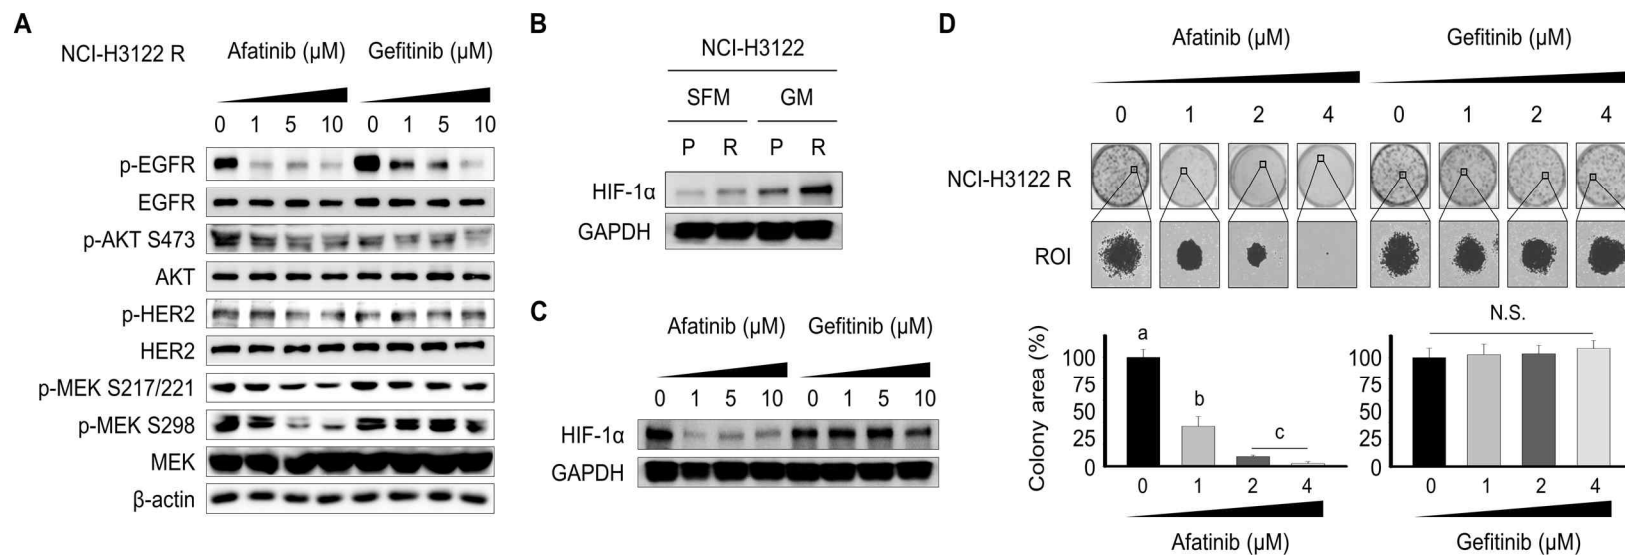 A
NCI-H3122 R
Afatinib (µM)
Gefitinib (µM)
0 1 5 10 0 1 5 10
p-EGFR
EGFR
p-AKT S473
AKT
p-HER2
HER2
p-MEK S217/221
p-MEK S298
MEK
β-actin
B
NCI-H3122
SFM GM
P R P R
HIF-1α
GAPDH
C
Afatinib (µM) Gefitinib (µM)
0 1 5 10 0 1 5 10
HIF-1α
GAPDH
D
Afatinib (µM) Gefitinib (µM)
0 1 2 4 0 1 2 4
NCI-H3122 R
ROI
Colony area (%)
100
75
50
25
0
a
b
c
0 1 2 4
Afatinib (µM)
N.S.
100
75
50
25
0
0 1 2 4
Gefitinib (µM)